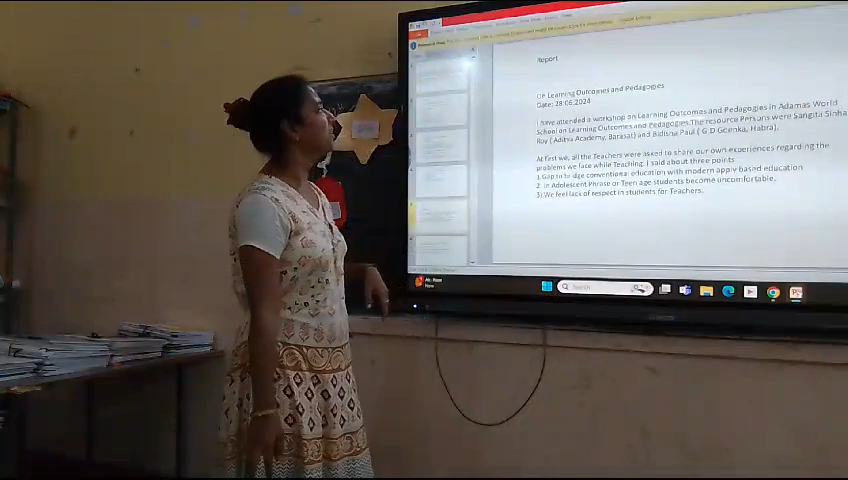 Report
OP Learning Outcomes and Pedagogies
Date: 28.06.2024
I have attended a workshop on Learning Outcomes and Pedagogies in Adamas World
School on Learning Outcomes and Pedagogies.The resource Persons were Sangita Sinha
Roy ( Aditya Academy, Barasat) and Bidisha Paul ( G D Goenka, Habra).
At first we, all the Teachers were asked to share our own experiences regarding the
problems we face while Teaching. I said about three points
1.Gap to bridge conventional education with modern apply based education
2. In Adolescent Phrase or Teen age students become uncomfortable.
3).We feel lack of respect in students for Teachers.
Search